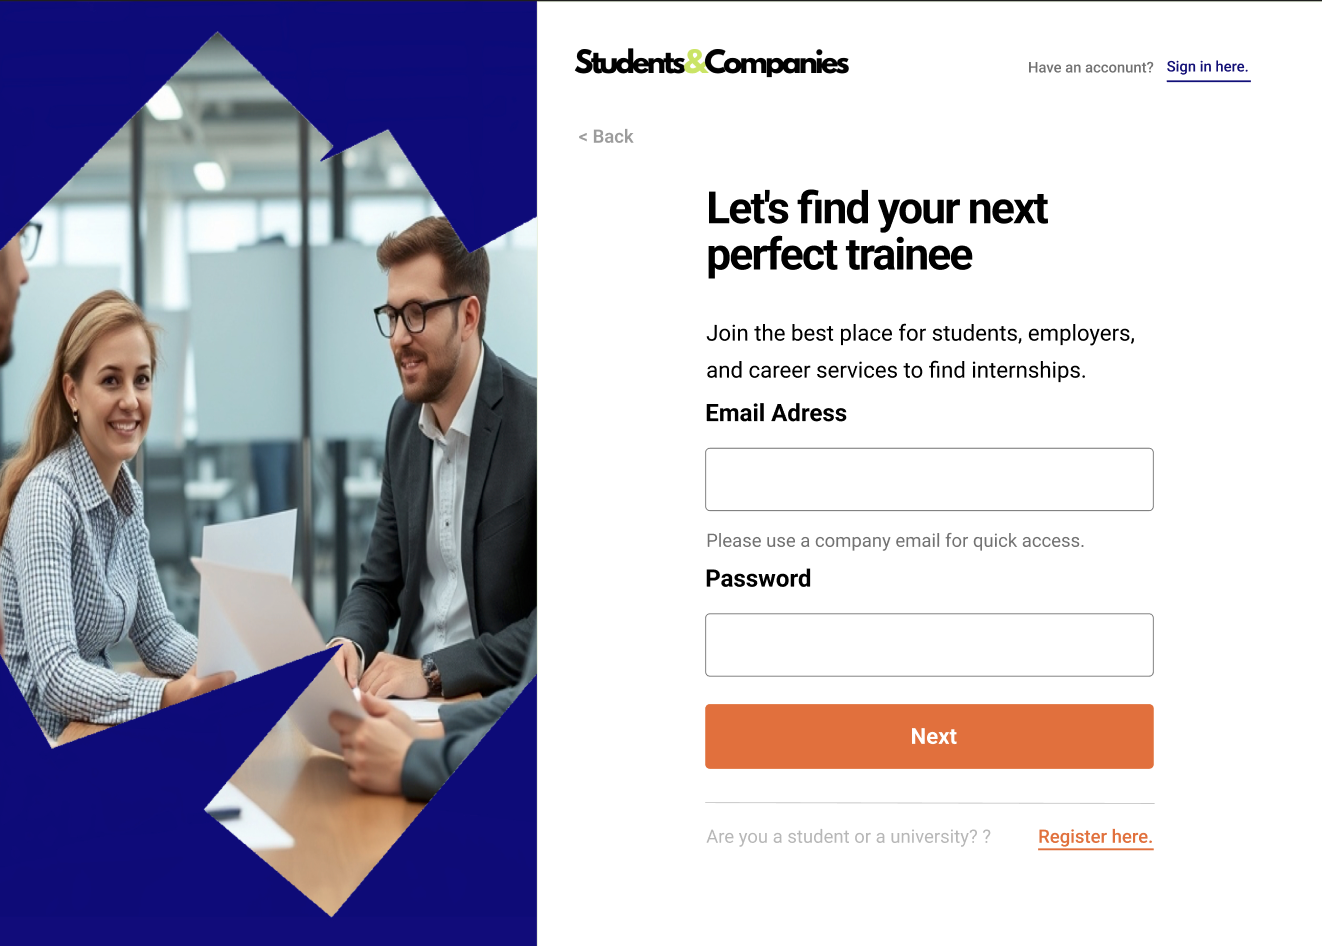 Students&Companies
Have an acconunt? Sign in here.
< Back
Let's find your next
perfect trainee
Join the best place for students, employers,
and career services to find internships.
Email Adress
Please use a company email for quick access.
Password
Next
Are you a student or a university? ? Register here.